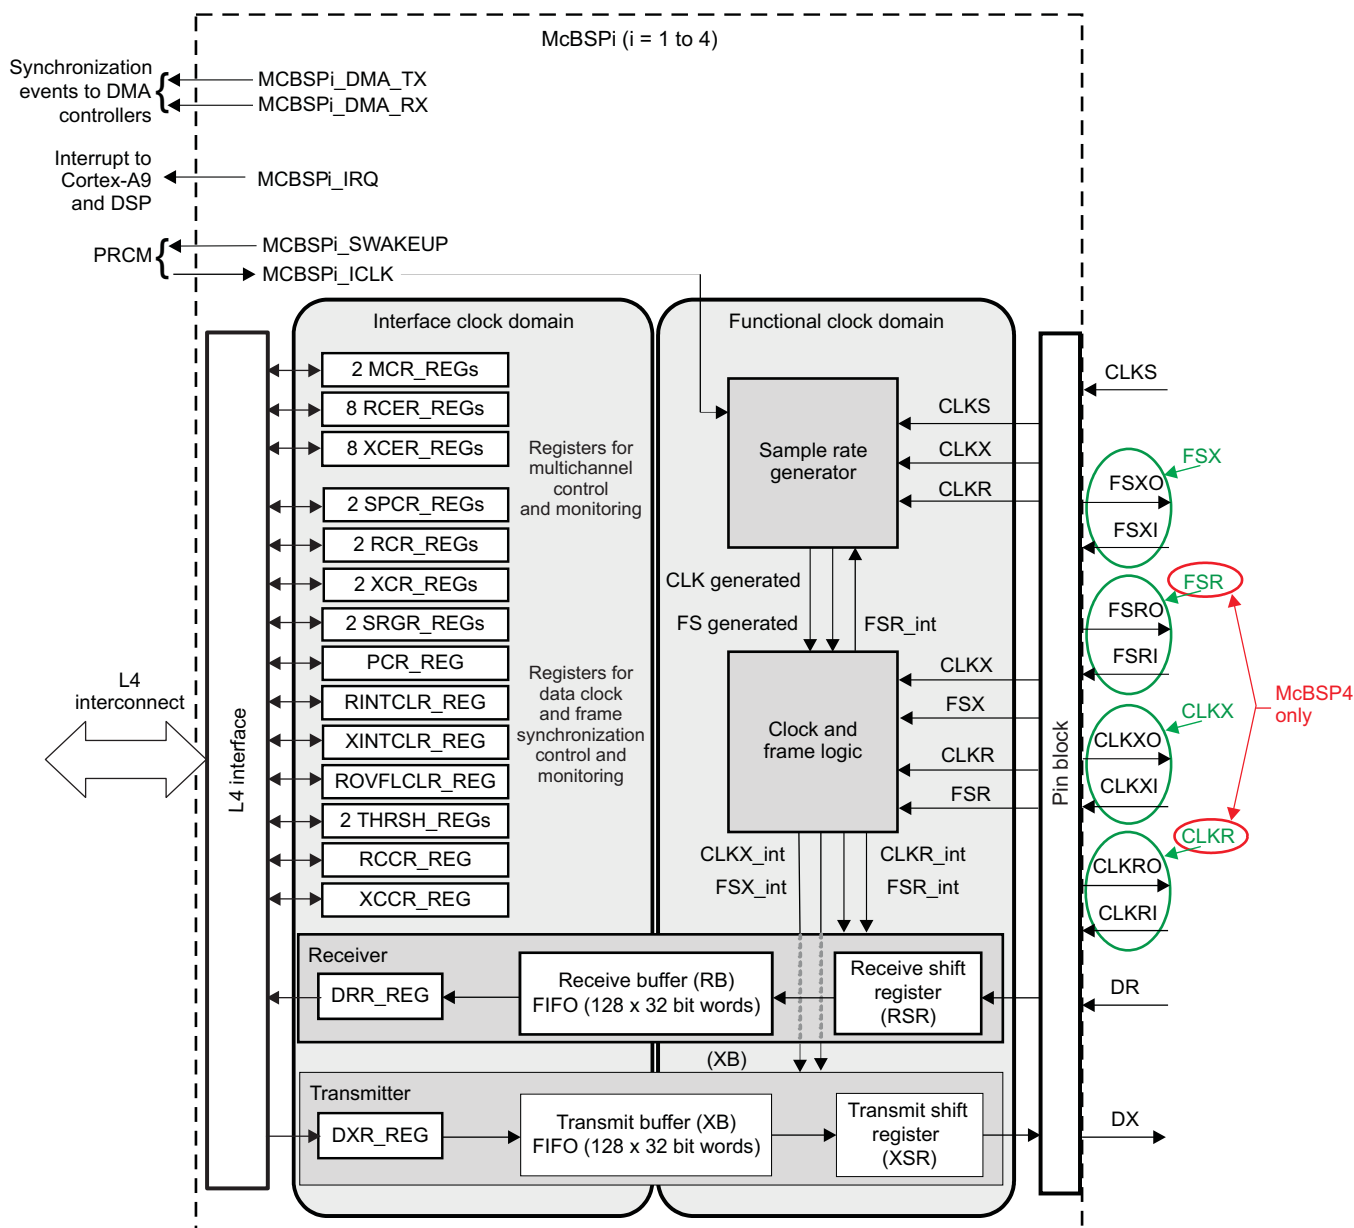 McBSPi (i = 1 to 4)
Synchronization
events to DMA
controllers
MCBSPi_DMA_TX
MCBSPi_DMA_RX
Interrupt to
Cortex-A9
and DSP
MCBSPi_IRQ
PRCM
MCBSPi_SWAKEUP
MCBSPi_ICLK
Interface clock domain
Functional clock domain
2 MCR_REGs
8 RCER_REGs
8 XCER_REGs
Registers for
multichannel
control
and monitoring
2 SPCR_REGs
2 RCR_REGs
2 XCR_REGs
2 SRGR_REGs
PCR_REG
RINTCLR_REG
XINTCLR_REG
ROVFLCLR_REG
2 THRSH_REGs
RCCR_REG
XCCR_REG
Registers for
data clock
and frame
synchronization
control and
monitoring
L4
interconnect
L4 interface
Sample rate
generator
CLKS
CLKX
CLKR
CLK generated
FS generated
FSR_int
Clock and
frame logic
CLKX
FSX
CLKR
FSR
CLKX_int
FSX_int
CLKR_int
FSR_int
Pin block
CLKS
FSX
FSXO
FSXI
FSR
FSRO
FSRI
McBSP4
only
CLKX
CLKXO
CLKXI
CLKR
CLKRO
CLKRI
DR
DX
Receiver
DRR_REG
Receive buffer (RB)
FIFO (128 x 32 bit words)
Receive shift
register
(RSR)
(XB)
Transmitter
DXR_REG
Transmit buffer (XB)
FIFO (128 x 32 bit words)
Transmit shift
register
(XSR)